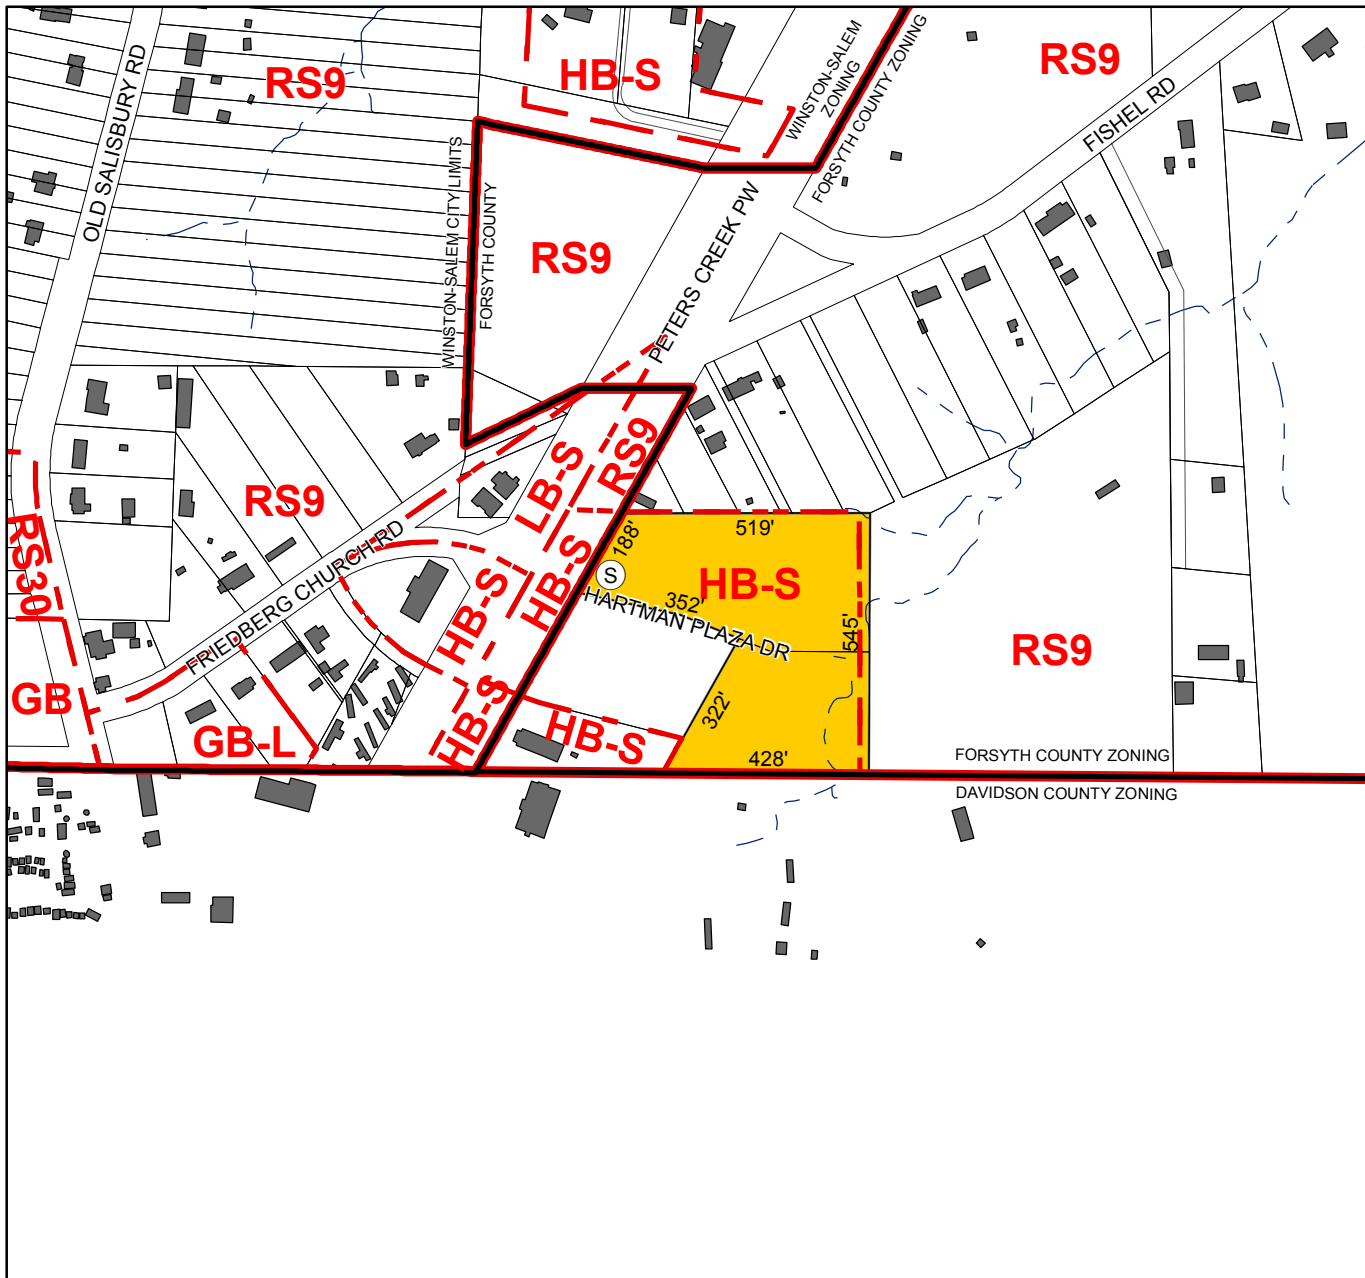 OLD SALISBURY RD
RS9
HB-S
WINSTON-SALEM
ZONING
FORSYTH COUNTY ZONING
RS9
FISHEL RD
WINSTON-SALEM CITY LIMITS
FORSYTH COUNTY
RS9
PETERS CREEK PW
RS9
LB-S
RS9
188'
519'
S
HB-S
RS30
FRIEDBERG CHURCH RD
HB-S
HB-S
352'
HARTMAN PLAZA DR
545'
RS9
GB
GB-L
HB-S
HB-S
322'
428'
FORSYTH COUNTY ZONING
DAVIDSON COUNTY ZONING